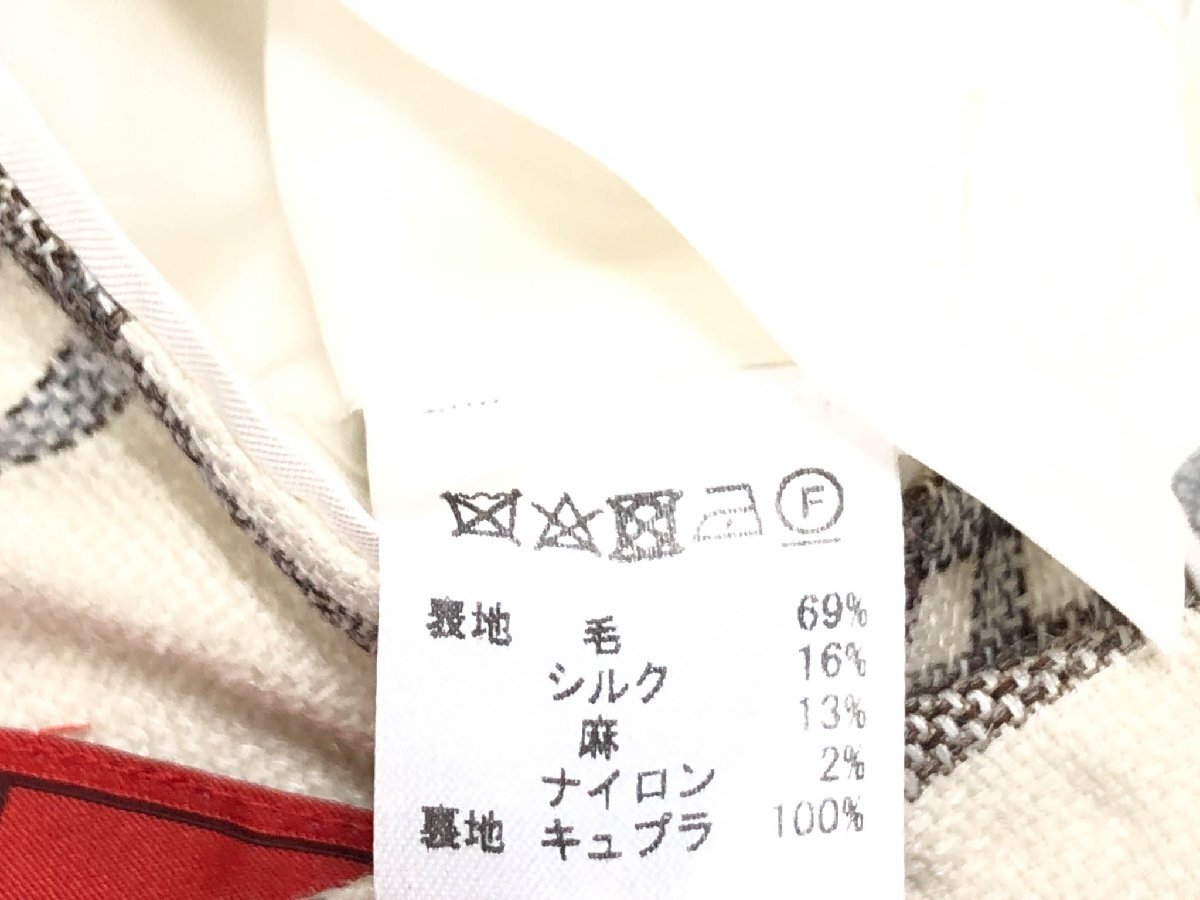 F
表地 毛 69%
シルク 16%
麻 13%
ナイロン 2%
裏地 キュプラ 100%